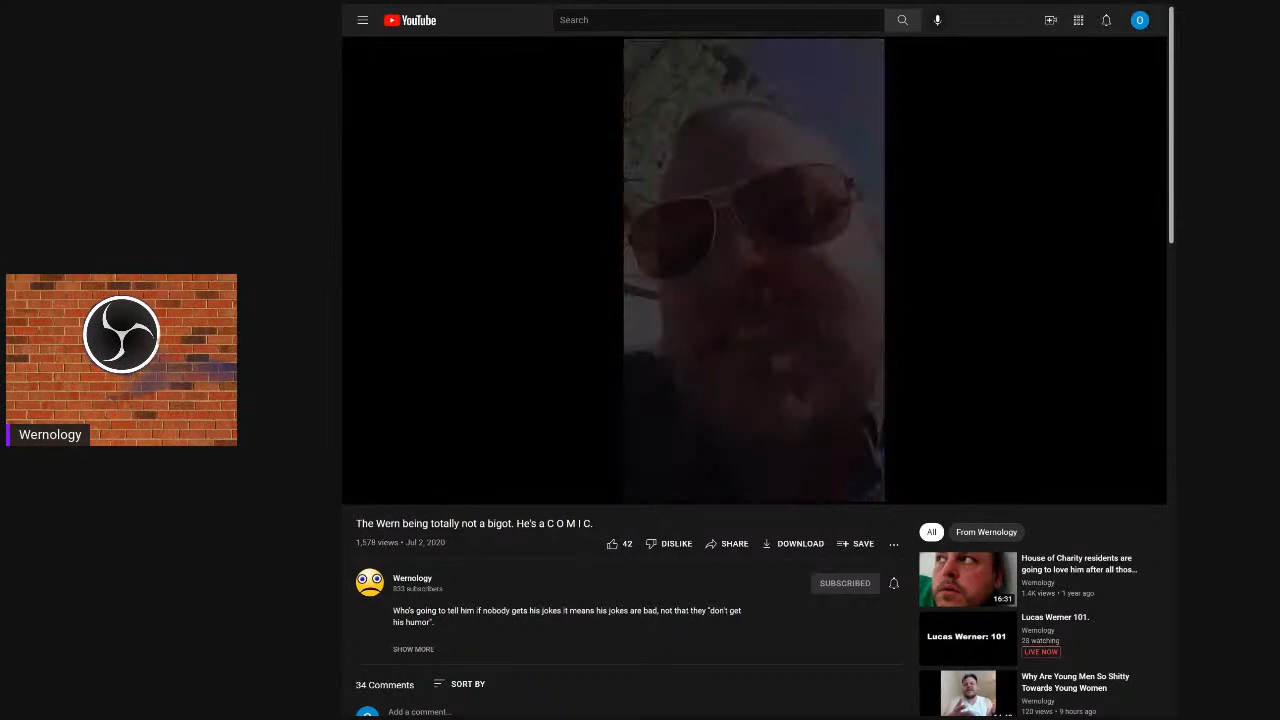 YouTube
Search
O
Wernology
The Wern being totally not a bigot. He's a C O M I C.
1,578 views • Jul 2, 2020
42
DISLIKE
SHARE
DOWNLOAD
SAVE
Wernology
833 subscribers
SUBSCRIBED
Who's going to tell him if nobody gets his jokes it means his jokes are bad, not that they "don't get
his humor".
SHOW MORE
34 Comments
SORT BY
Add a comment...
All
From Wernology
House of Charity residents are
going to love him after all thos...
Wernology
1.4K views • 1 year ago
16:31
Lucas Werner: 101
Lucas Werner 101.
Wernology
28 watching
LIVE NOW
Why Are Young Men So Shitty
Towards Young Women
120 views • 9 hours ago